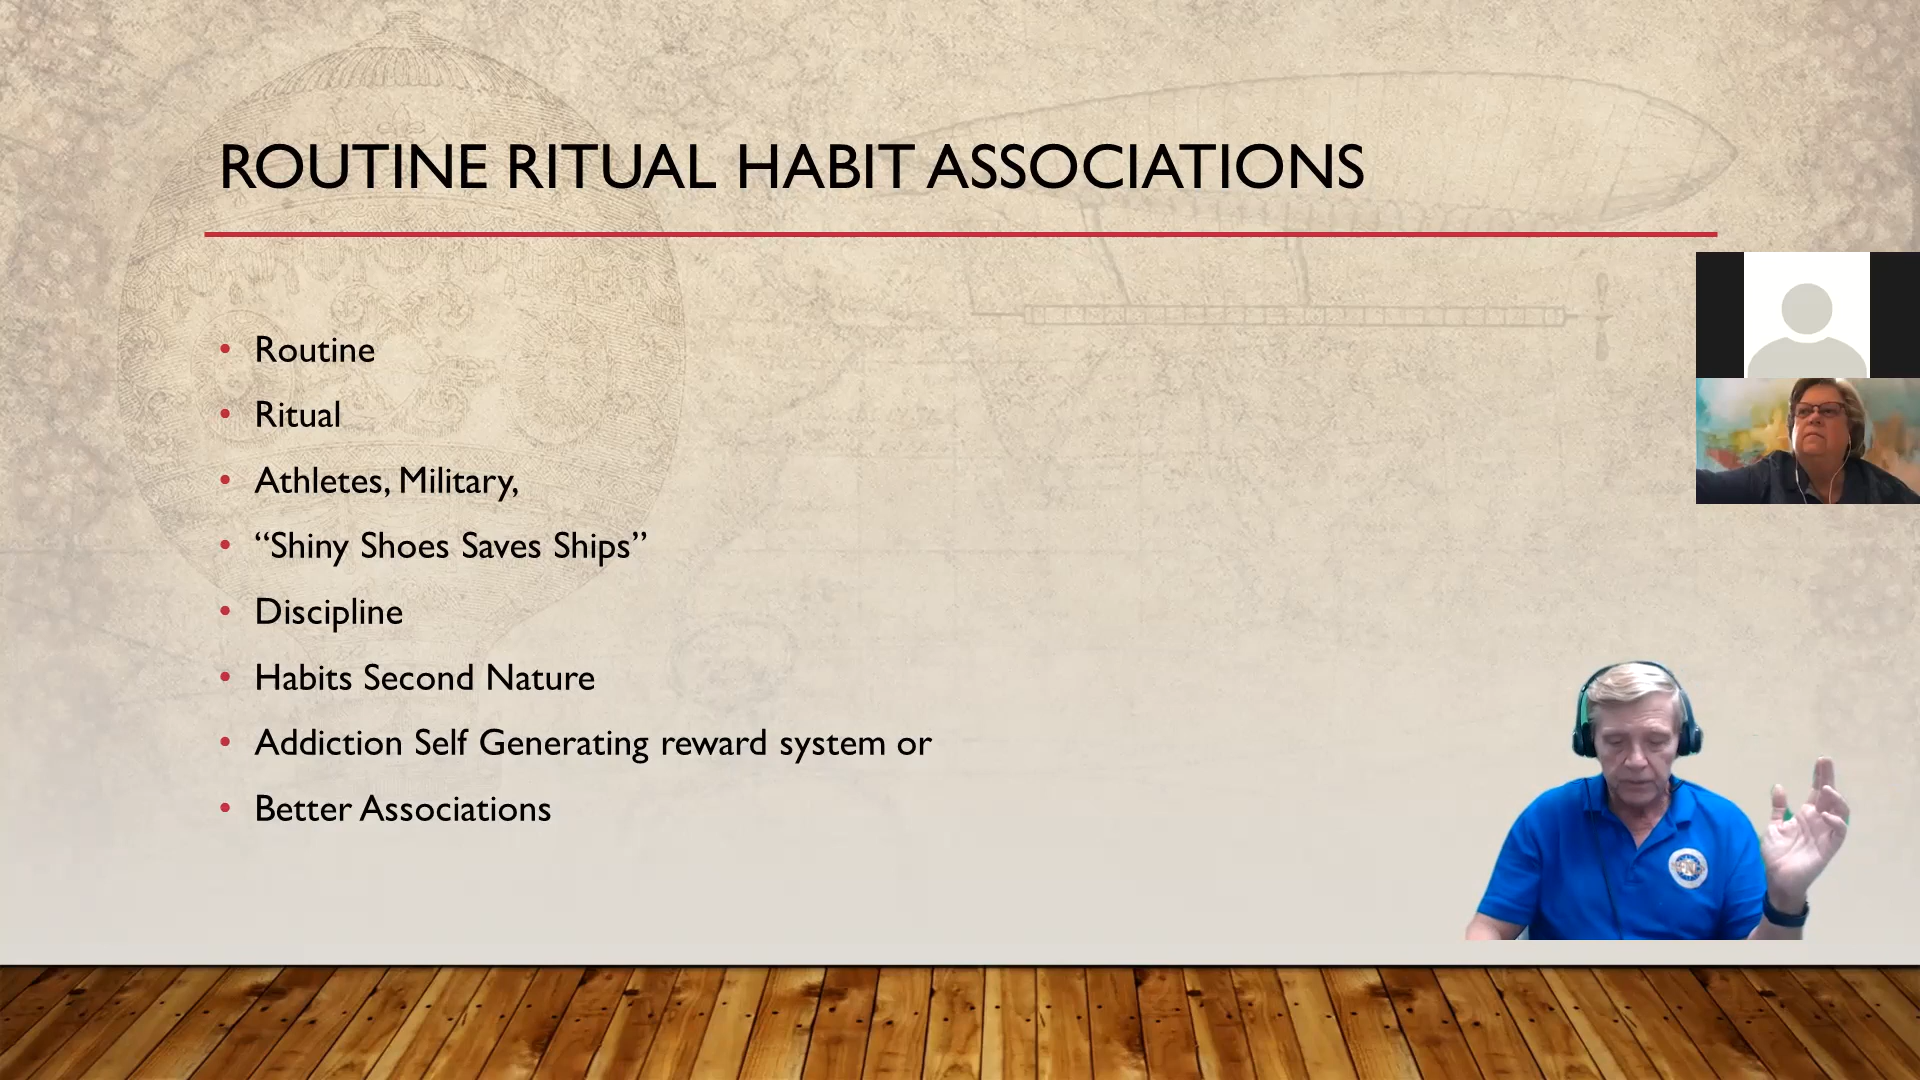 ROUTINE RITUAL HABIT ASSOCIATIONS
• Routine
• Ritual
• Athletes, Military,
• “Shiny Shoes Saves Ships”
• Discipline
• Habits Second Nature
• Addiction Self Generating reward system or
• Better Associations